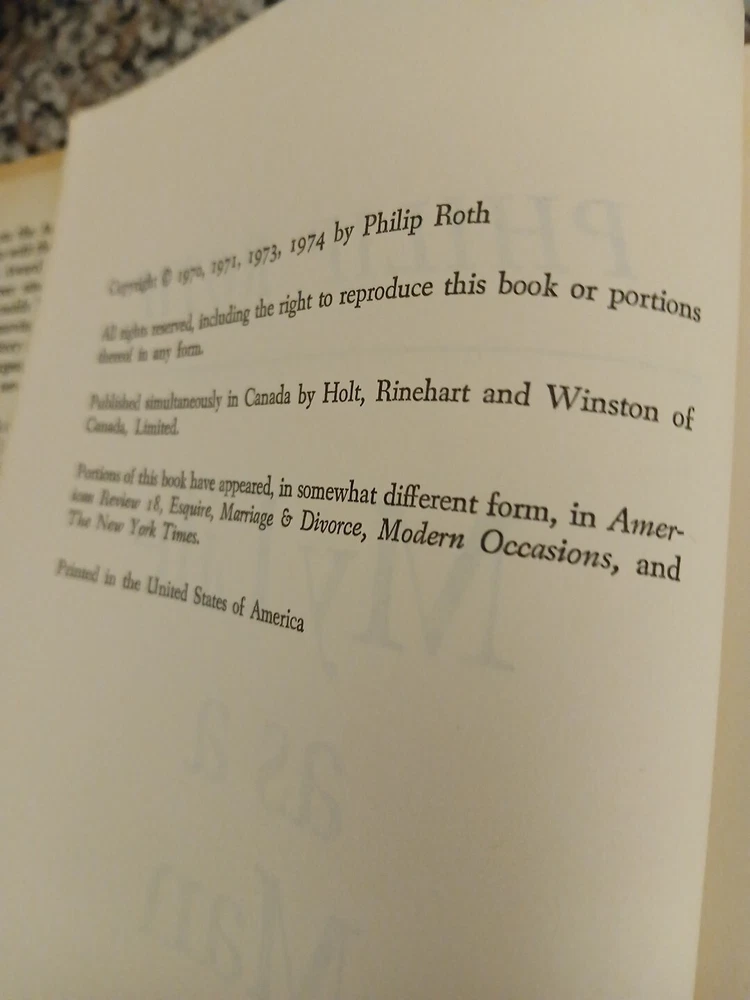 Copyright © 1970, 1971, 1973, 1974 by Philip Roth
All rights reserved, including the right to reproduce this book or portions
thereof in any form.
Published simultaneously in Canada by Holt, Rinehart and Winston of
Canada, Limited.
Portions of this book have appeared, in somewhat different form, in Amer-
ican Review 18, Esquire, Marriage & Divorce, Modern Occasions, and
The New York Times.
Printed in the United States of America
My
as a
Man